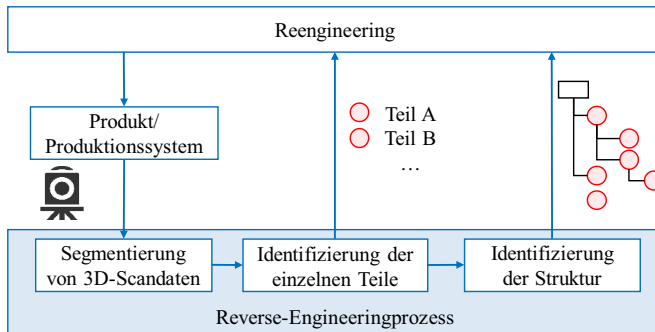 Reengineering
Produkt/
Produktionssystem
Teil A
Teil B
…
Segmentierung
von 3D-Scandaten
Identifizierung der
einzelnen Teile
Identifizierung
der Struktur
Reverse-Engineeringprozess